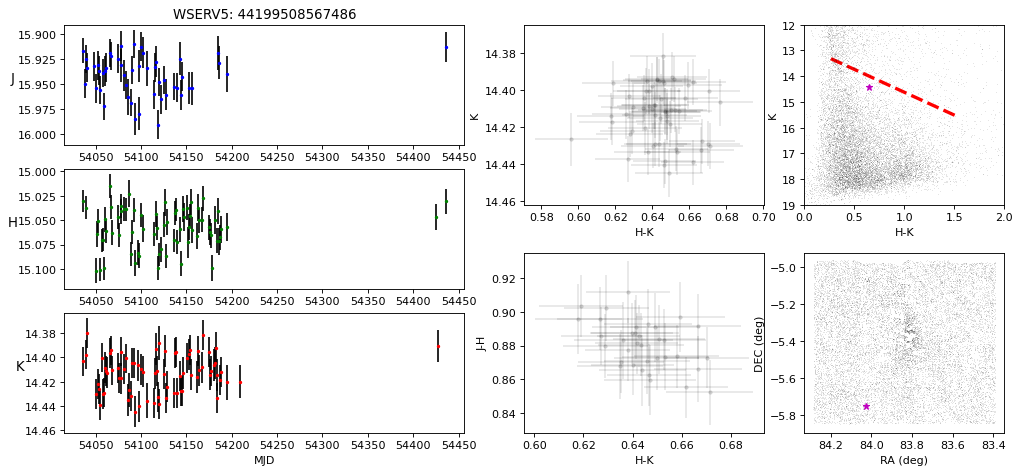 WSERV5: 44199508567486
15.900
15.925
15.950
15.975
16.000
J
54050 54100 54150 54200 54250 54300 54350 54400 54450
15.000
15.025
15.050
15.075
15.100
H
54050 54100 54150 54200 54250 54300 54350 54400 54450
14.38
14.40
14.42
14.44
14.46
K
54050 54100 54150 54200 54250 54300 54350 54400 54450
MJD
14.40
14.42
14.44
14.46
K
0.58 0.60 0.62 0.64 0.66 0.68 0.70
H-K
12
13
14
15
16
17
18
19
K
0.0 0.5 1.0 1.5 2.0
H-K
0.92
0.90
0.88
0.86
0.84
J-H
0.60 0.62 0.64 0.66 0.68
H-K
−5.0
−5.2
−5.4
−5.6
−5.8
DEC (deg)
84.2 84.0 83.8 83.6 83.4
RA (deg)